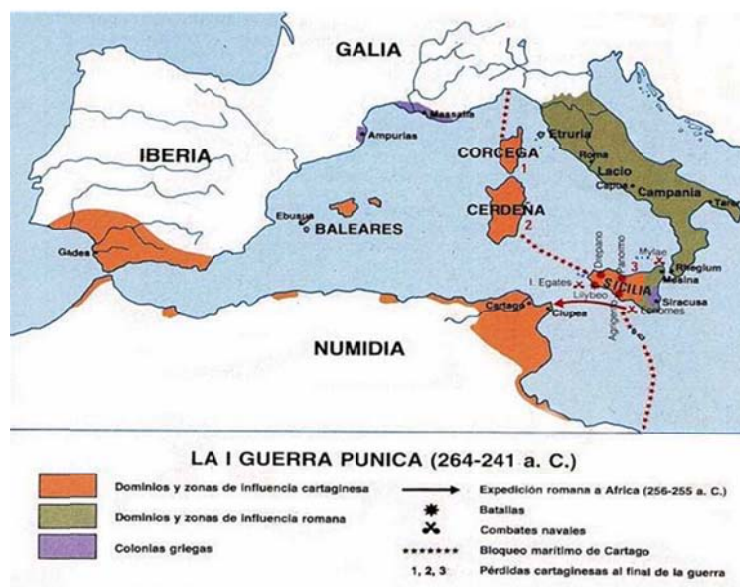 GALIA
Massalia
Ampurias
IBERIA
CORCEGA
1
Etruria
Roma
Lacio
Capua
Campania
CERDEÑA
2
Ebusus
BALEARES
Gades
Drepano
Panormo
3
Mylae
Rhegium
Mesina
SICILIA
I. Egates
Lilybeo
Siracusa
Agrigento
Cartago
Clupea
NUMIDIA
LA I GUERRA PUNICA (264-241 a. C.)
Dominios y zonas de influencia cartaginesa
Dominios y zonas de influencia romana
Colonias griegas
Expedición romana a Africa (256-255 a. C.)
Batallas
Combates navales
Bloqueo marítimo de Cartago
1, 2, 3 Pérdidas cartaginesas al final de la guerra